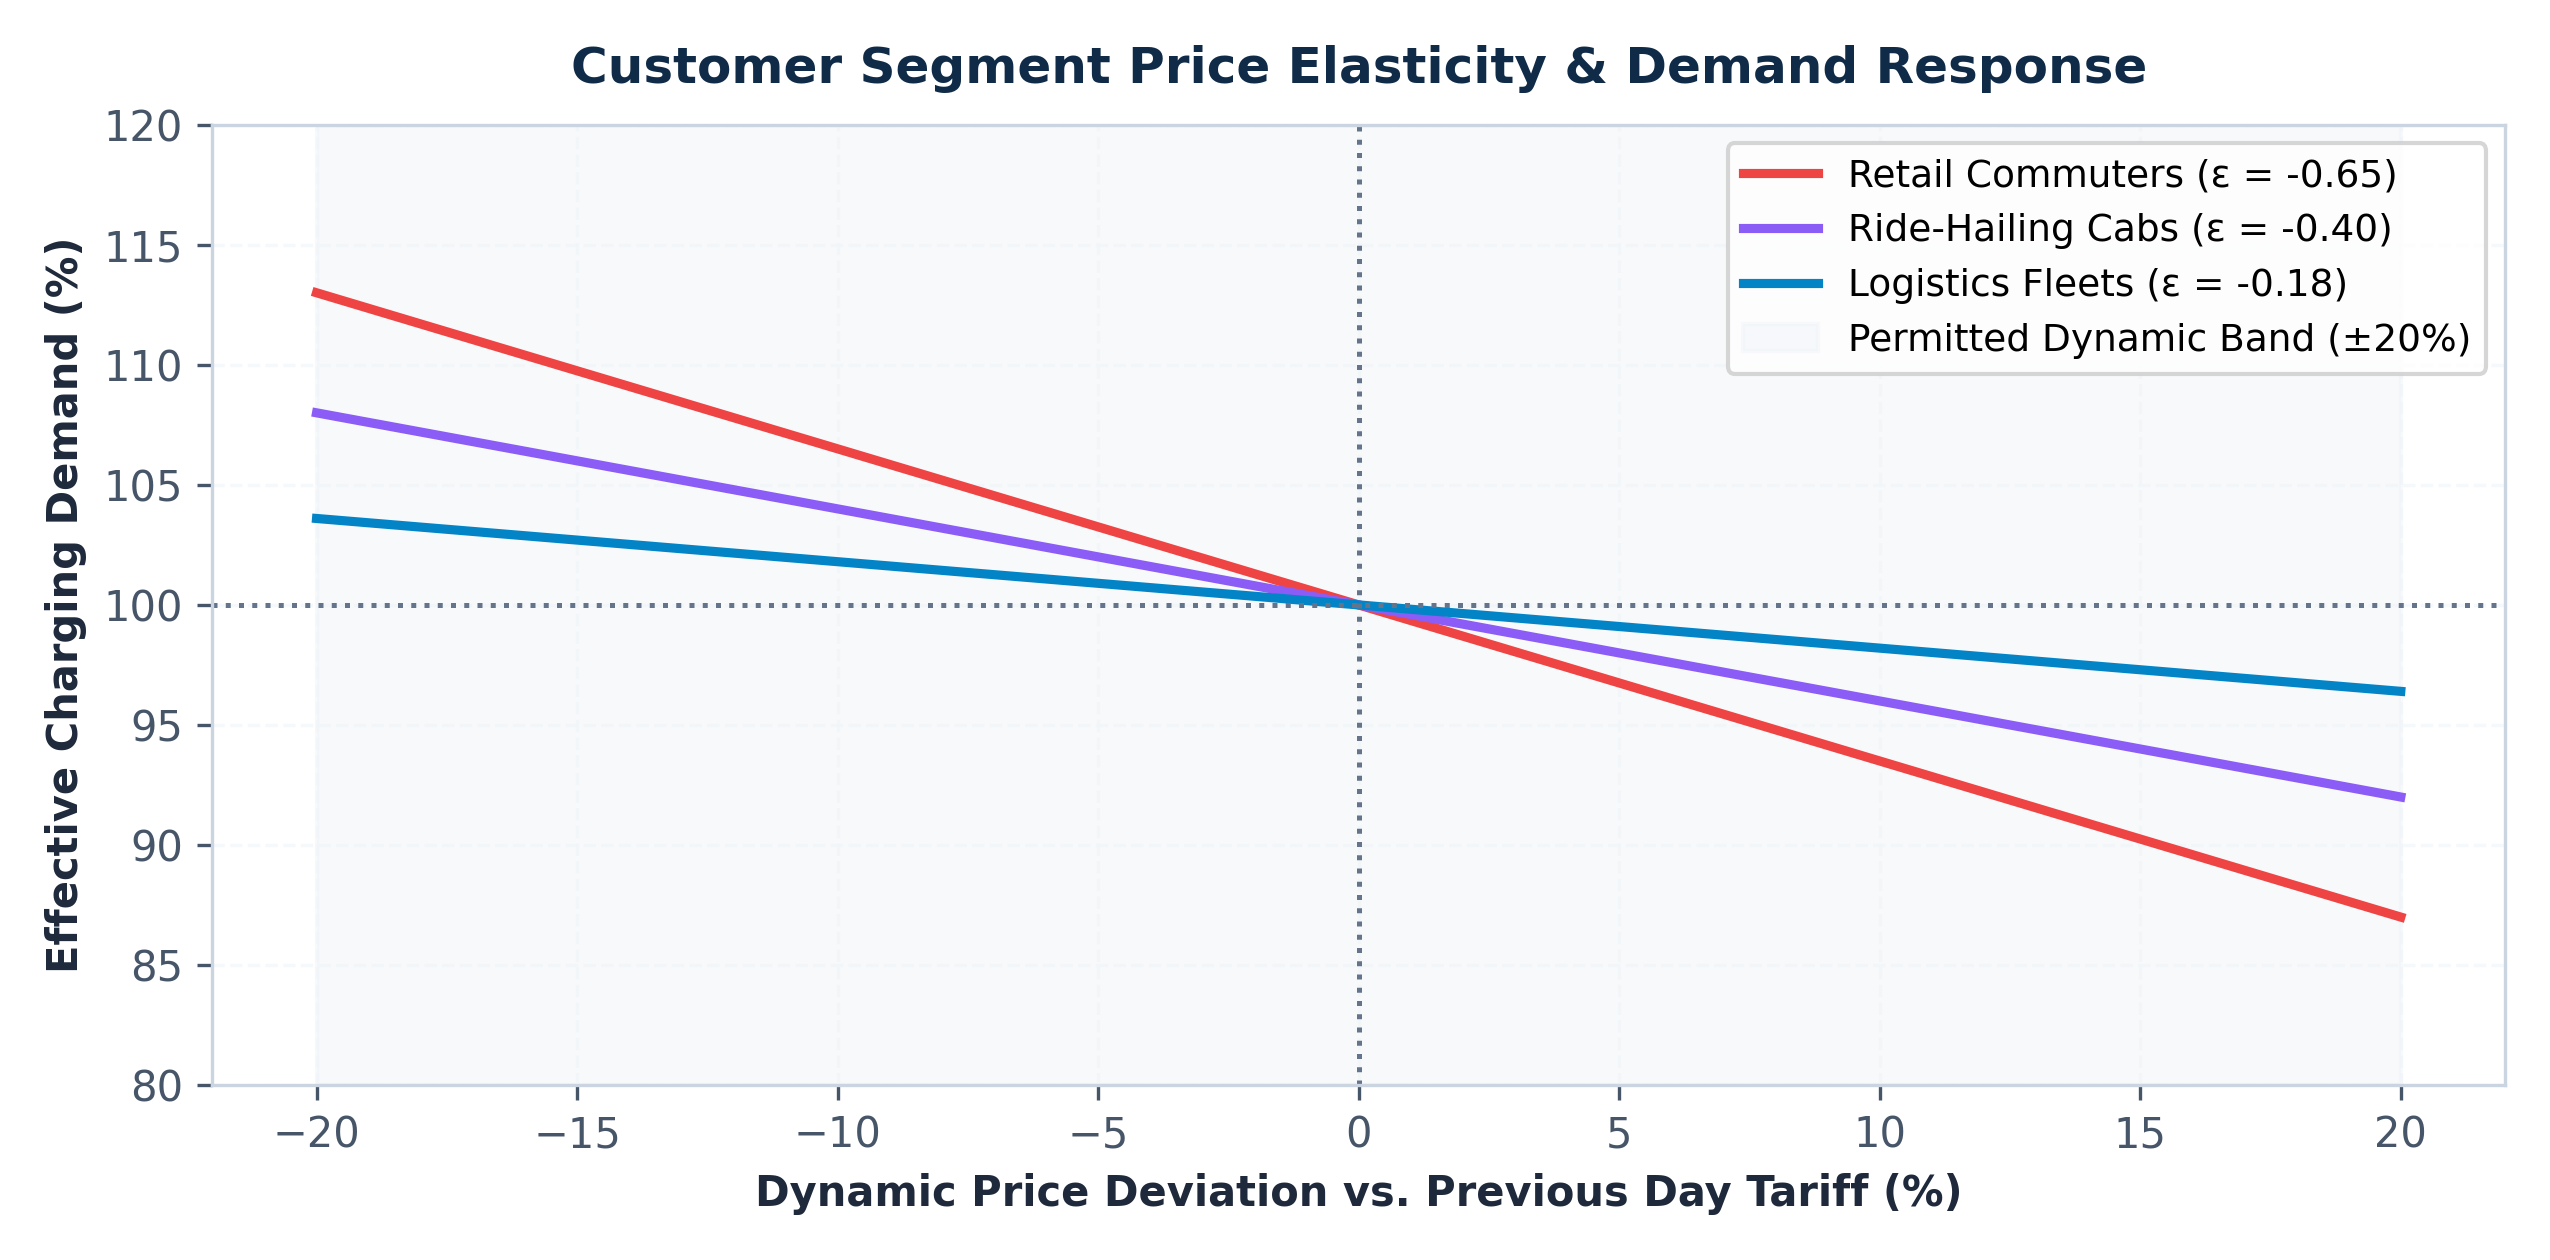 Customer Segment Price Elasticity & Demand Response
Effective Charging Demand (%)
120
115
110
105
100
95
90
85
80
Retail Commuters (ε = -0.65)
Ride-Hailing Cabs (ε = -0.40)
Logistics Fleets (ε = -0.18)
Permitted Dynamic Band (±20%)
−20 −15 −10 −5 0 5 10 15 20
Dynamic Price Deviation vs. Previous Day Tariff (%)